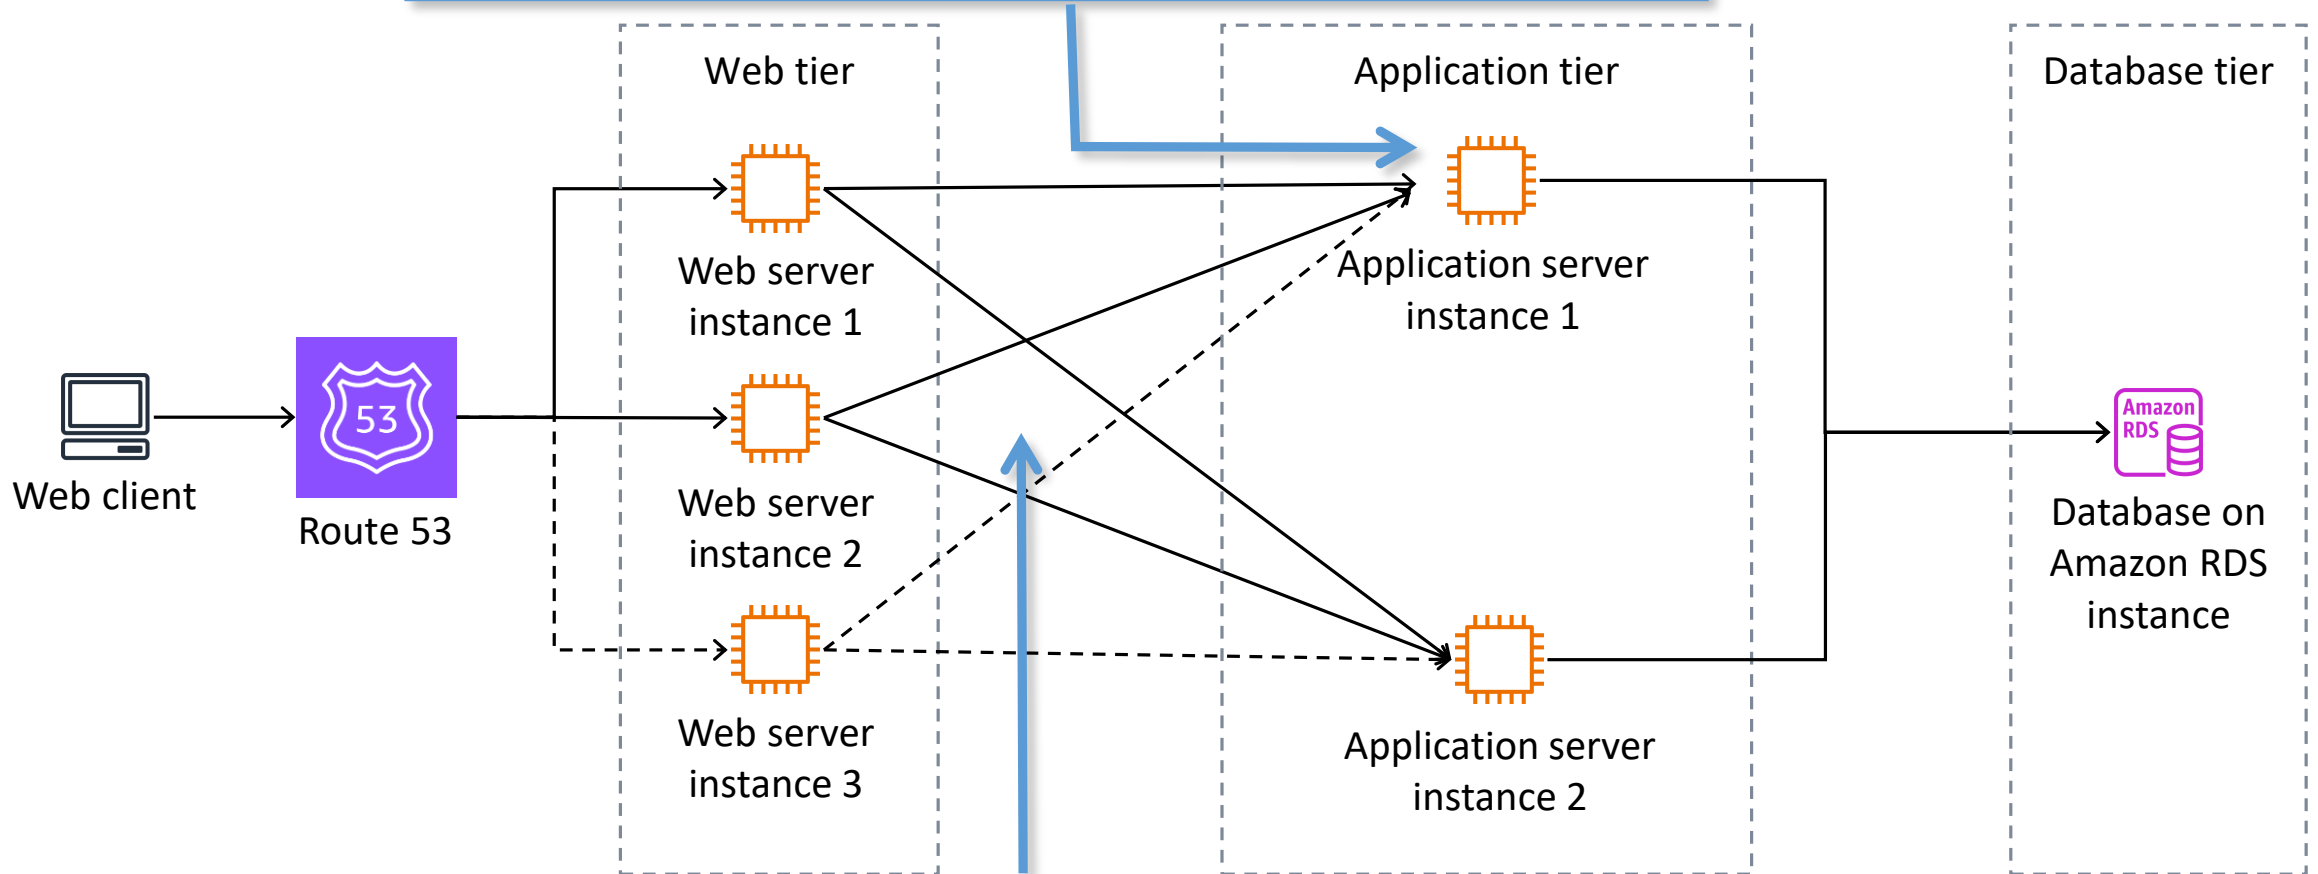 Web tier
Application tier
Database tier
Web server
instance 1
Application server
instance 1
53
Amazon
RDS
Web client
Route 53
Web server
instance 2
Database on
Amazon RDS
instance
Web server
instance 3
Application server
instance 2